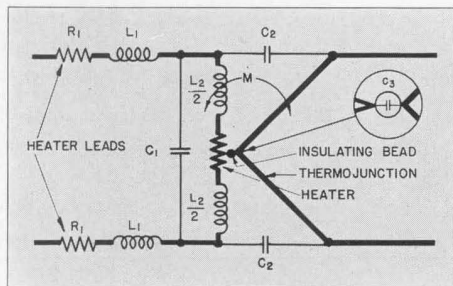 R1 L1 C2
L2
2
M
C3
HEATER LEADS
C1
INSULATING BEAD
THERMOJUNCTION
HEATER
L2
2
R1 L1
C2